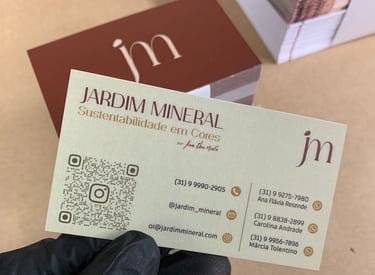 jm
JARDIM MINERAL
Sustentabilidade em Cores
jm
(31) 9 9990-2905
@jardim_mineral
oi@jardimmineral.com
(31) 9 9275-7980
Ana Flávia Resende
(31) 9 8838-2899
Carolina Andrade
(31) 9 9956-7896
Márcia Tolentino